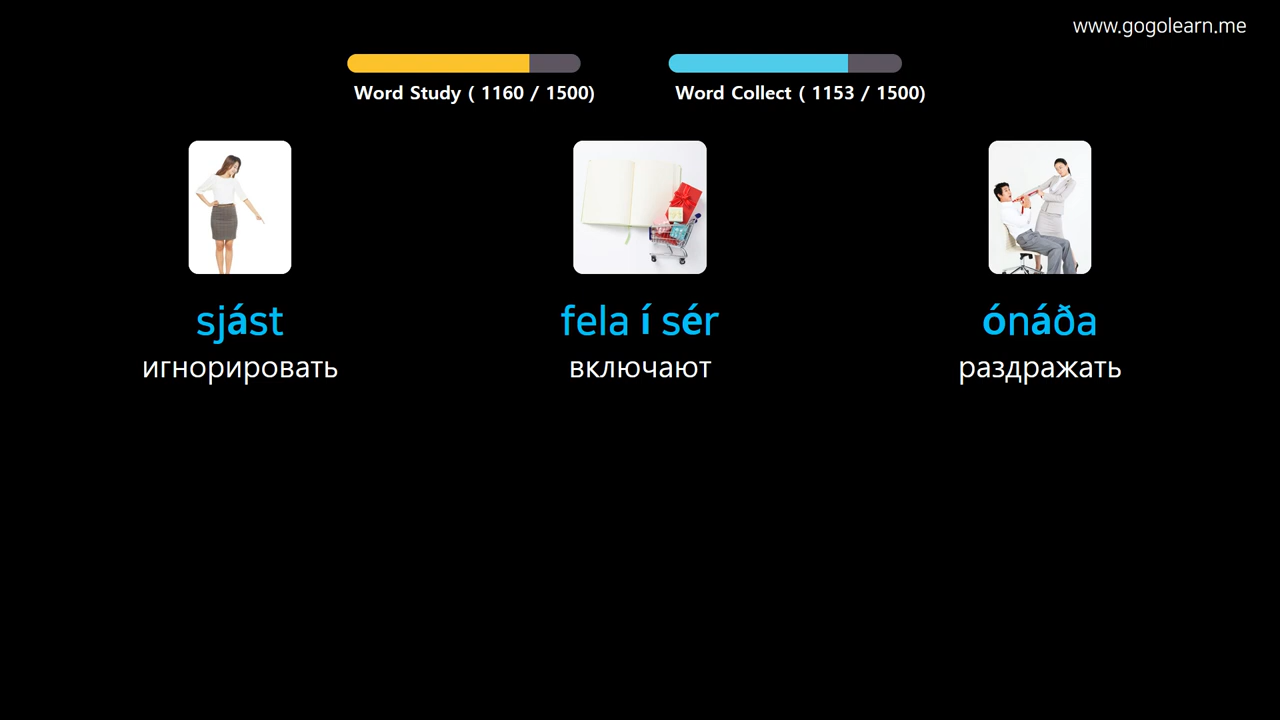 www.gogolearn.me
Word Study ( 1160 / 1500)
Word Collect ( 1153 / 1500)
sjást
fela í sér
ónáða
игнорировать
включают
раздражать